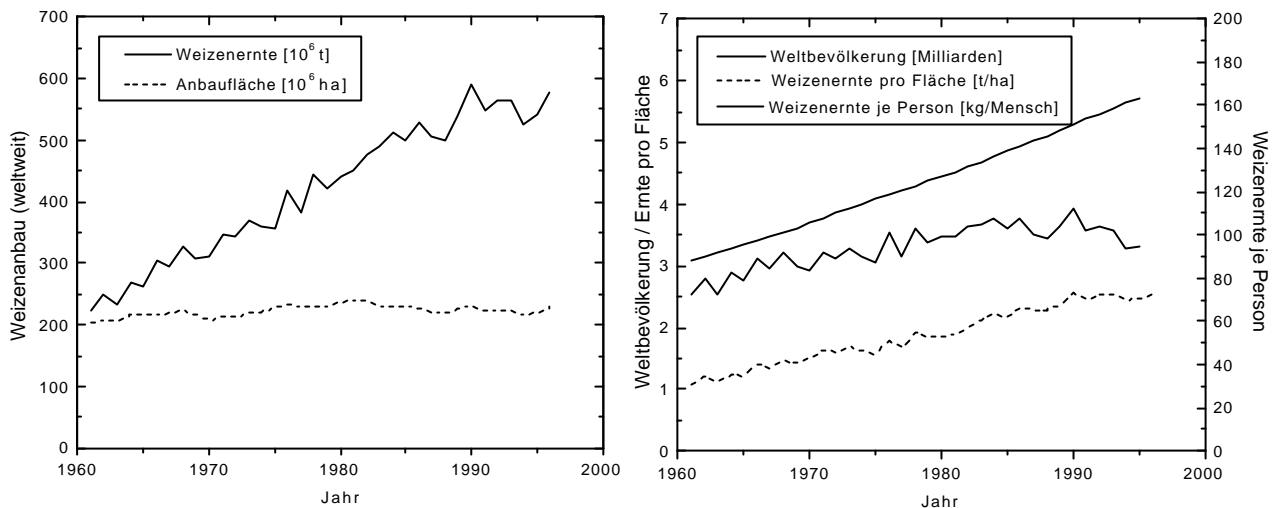 700
600
500
400
300
200
100
0
Weizenanbau (weltweit)
Weizenernte [10^6 t]
Anbaufläche [10^6 ha]
1960 1970 1980 1990 2000
Jahr
7
6
5
4
3
2
1
0
Weltbevölkerung / Ernte pro Fläche
Weltbevölkerung [Milliarden]
Weizenernte pro Fläche [t/ha]
Weizenernte je Person [kg/Mensch]
200
180
160
140
120
100
80
60
40
20
0
Weizenernte je Person
1960 1970 1980 1990 2000
Jahr